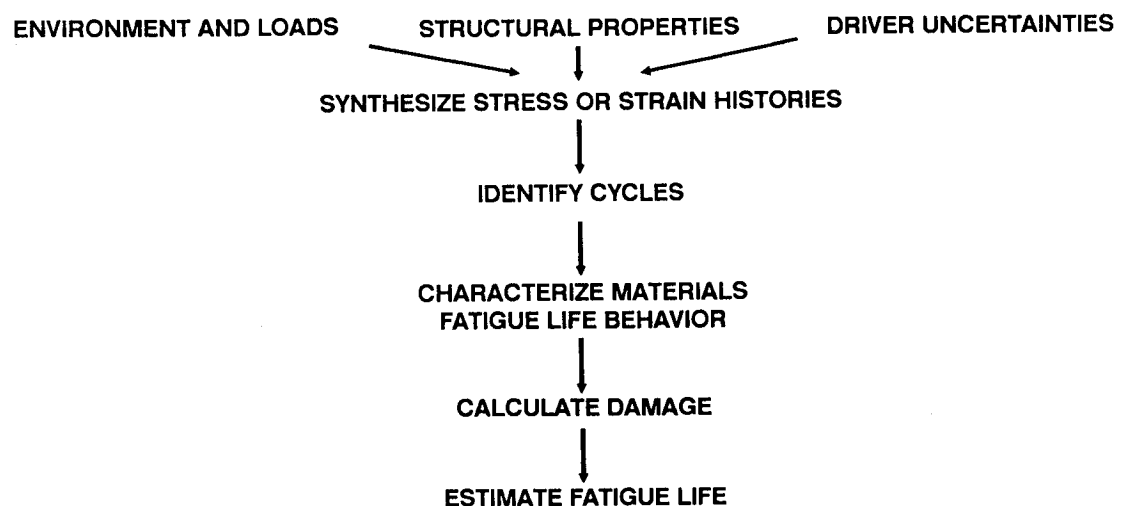 ENVIRONMENT AND LOADS
STRUCTURAL PROPERTIES
DRIVER UNCERTAINTIES
SYNTHESIZE STRESS OR STRAIN HISTORIES
IDENTIFY CYCLES
CHARACTERIZE MATERIALS
FATIGUE LIFE BEHAVIOR
CALCULATE DAMAGE
ESTIMATE FATIGUE LIFE